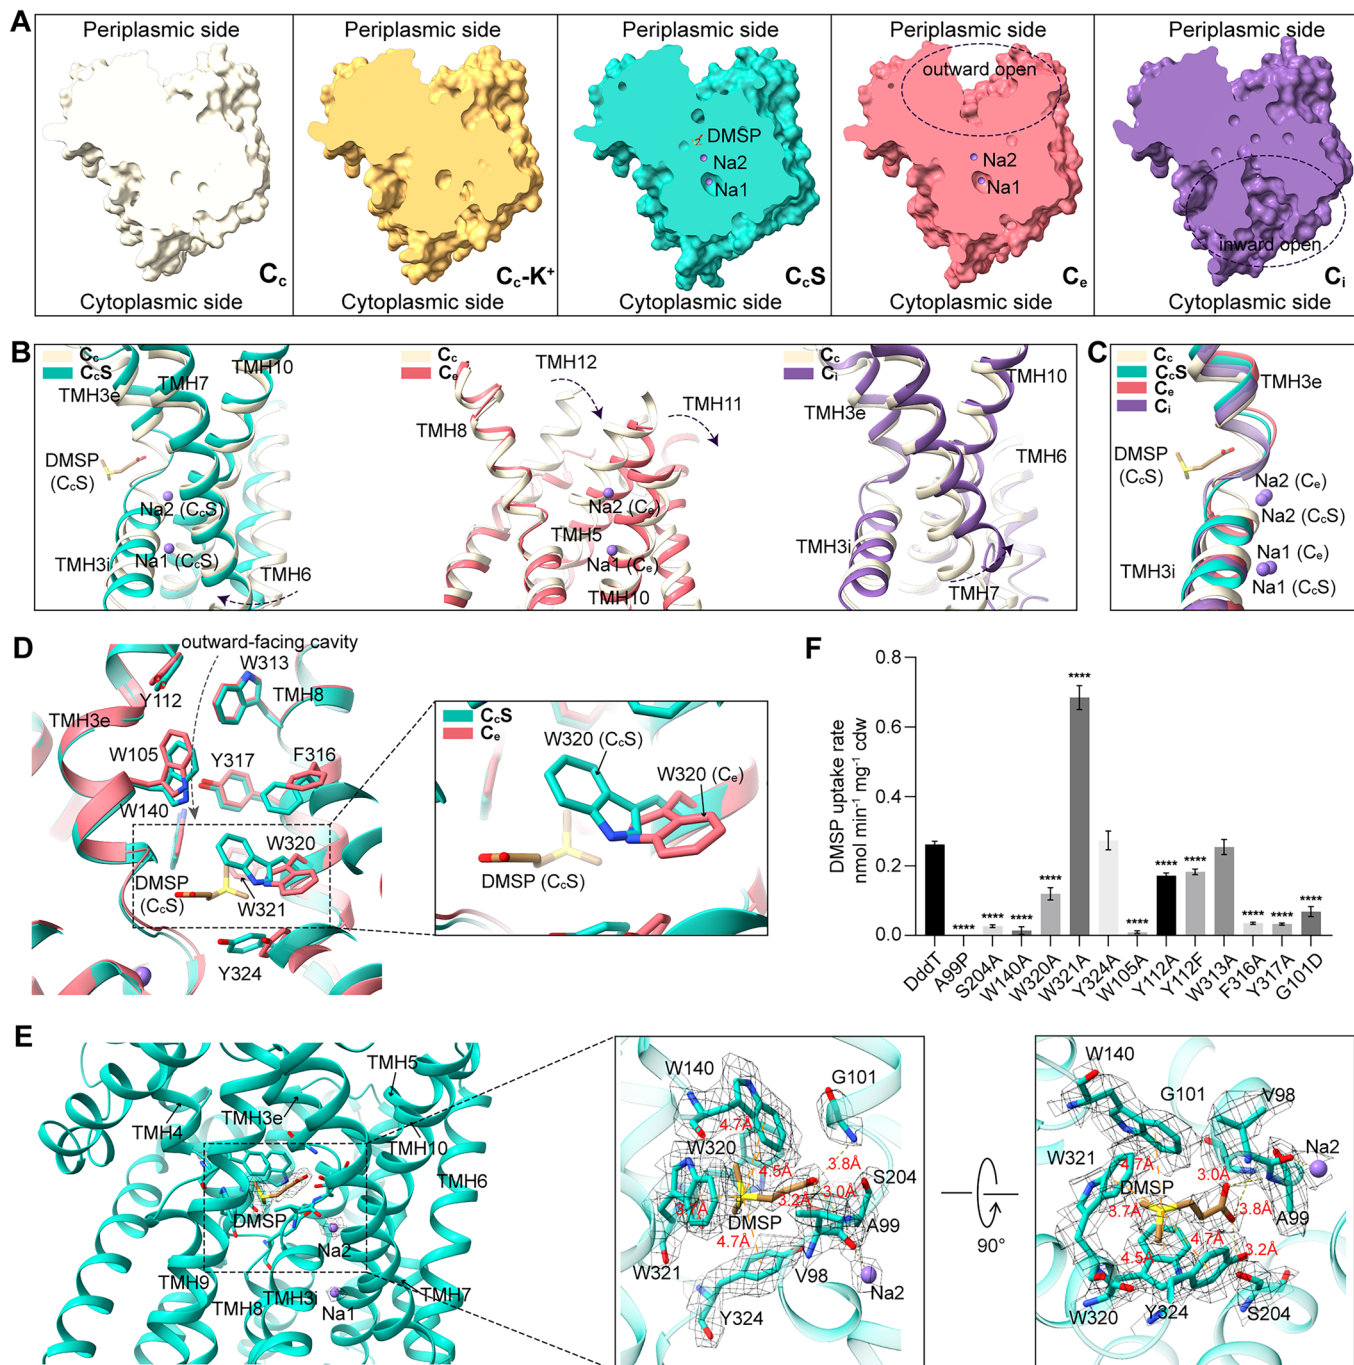 A
Periplasmic side
Cc
Cytoplasmic side
Periplasmic side
Cc-K+
Cytoplasmic side
Periplasmic side
DMSP
Na2
Na1
CcS
Cytoplasmic side
Periplasmic side
outward open
Na2
Na1
Ce
Cytoplasmic side
Periplasmic side
inward open
Ci
Cytoplasmic side
B
Cc
CcS
TMH7
TMH10
TMH3e
DMSP
(CcS)
Na2 (CcS)
Na1 (CcS)
TMH3i
TMH6
Cc
Ce
TMH12
TMH11
TMH8
Na2 (Ce)
TMH5
Na1 (Ce)
TMH10
Cc
Ci
TMH10
TMH3e
TMH6
TMH3i
TMH7
C
Cc
CcS
Ce
Ci
TMH3e
DMSP
(CcS)
Na2 (Ce)
Na2 (CcS)
Na1 (Ce)
Na1 (CcS)
TMH3i
D
outward-facing cavity
W313
Y112
TMH8
TMH3e
W105
Y317
F316
W140
W320
DMSP
(CcS)
W321
Y324
CcS
Ce
W320 (CcS)
W320 (Ce)
DMSP (CcS)
F
DMSP uptake rate
nmol min-1 mg-1 cdw
0.8
0.6
0.4
0.2
0.0
****
****
****
****
****
****
****
****
****
****
****
DddT
A99P
S204A
W140A
W320A
W321A
Y324A
W105A
Y112A
Y112F
W313A
F316A
Y317A
G101D
E
TMH5
TMH3e
TMH4
TMH10
TMH6
DMSP
Na2
TMH9
TMH8
TMH3i
Na1
TMH7
W140
G101
4.7Å
W320
4.5Å
3.8Å
S204
3.7Å
3.2Å
3.0Å
DMSP
A99
4.7Å
V98
W321
Na2
Y324
90°
W140
G101
V98
Na2
W321
4.7Å
3.0Å
DMSP
3.7Å
3.8Å
A99
4.5Å
4.7Å
3.2Å
W320
Y324
S204